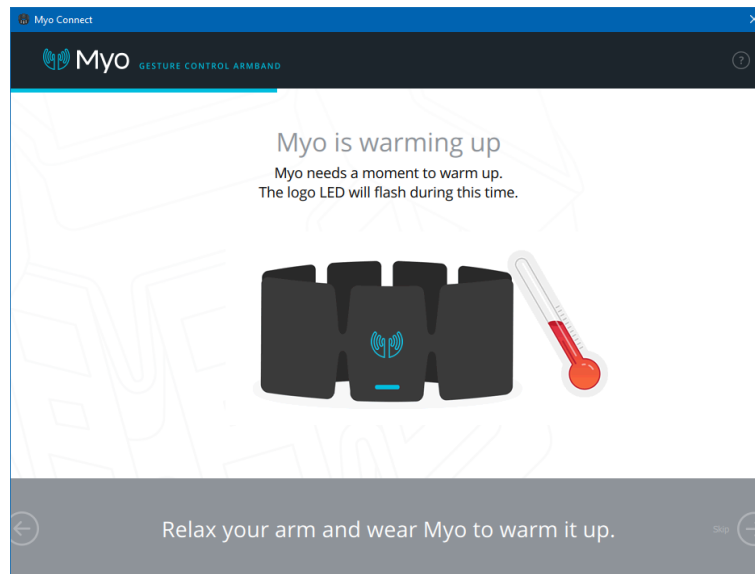 Myo Connect
Myo GESTURE CONTROL ARMBAND
?
Myo is warming up
Myo needs a moment to warm up.
The logo LED will flash during this time.
Relax your arm and wear Myo to warm it up.
Skip